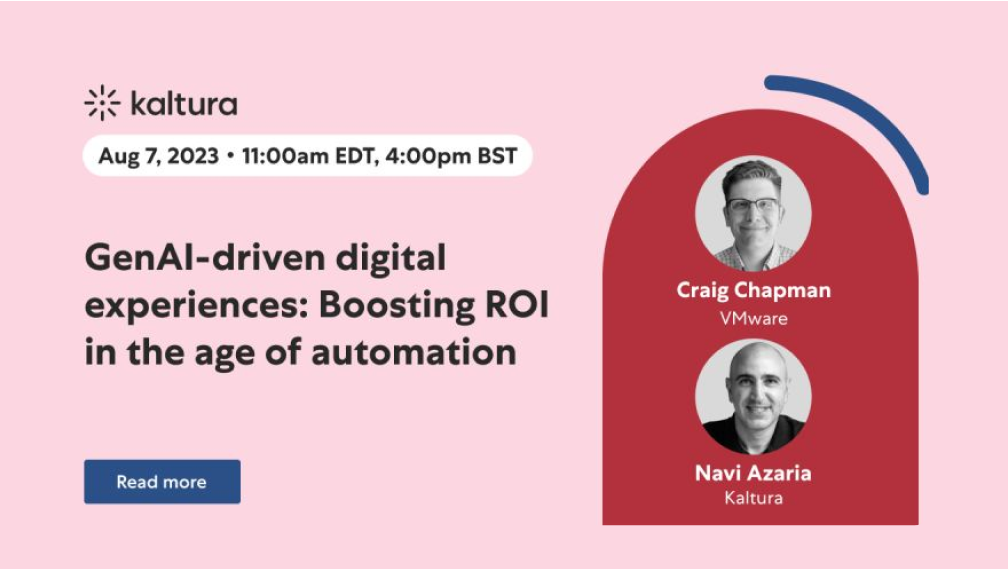 kaltura
Aug 7, 2023 • 11:00am EDT, 4:00pm BST
GenAI-driven digital
experiences: Boosting ROI
in the age of automation
Read more
Craig Chapman
VMware
Navi Azaria
Kaltura